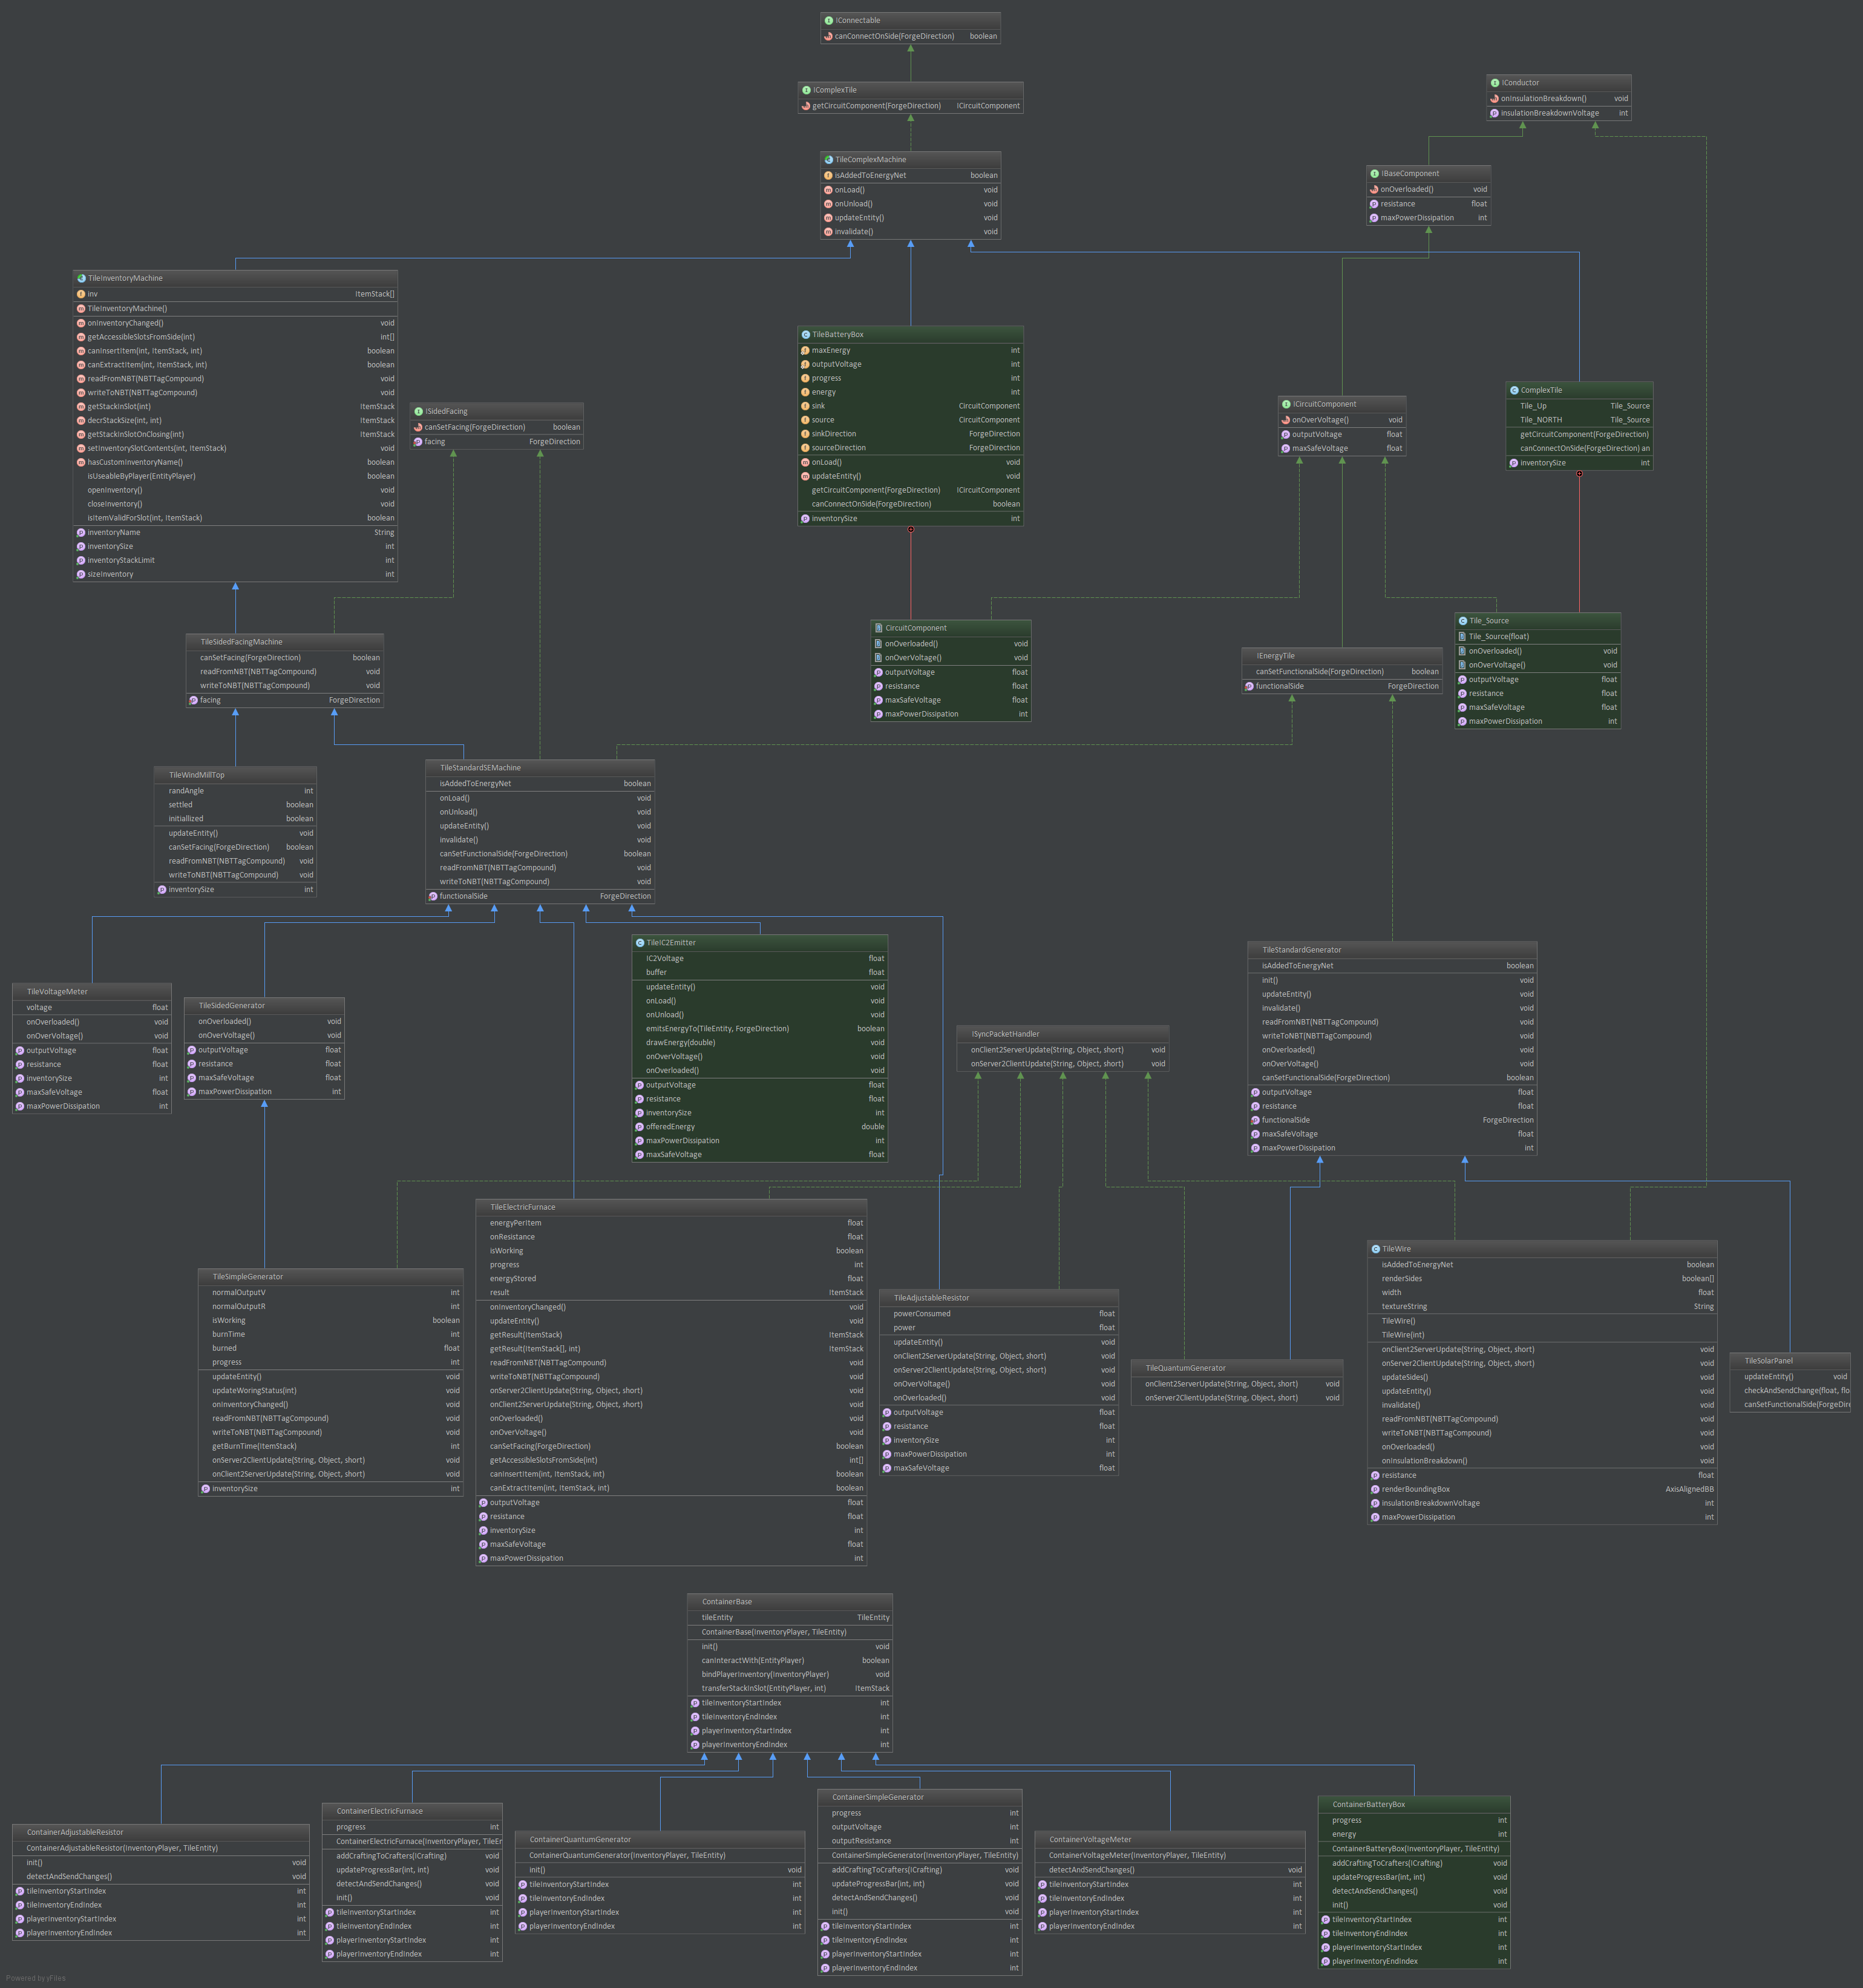 IConnectable
canConnectOnSide(ForgeDirection) boolean
IComplexTile
getCircuitComponent(ForgeDirection) ICircuitComponent
IConductor
onInsulationBreakdown() void
insulationBreakdownVoltage int
TileComplexMachine
isAddedToEnergyNet boolean
onLoad() void
onUnload() void
updateEntity() void
invalidate() void
IBaseComponent
onOverloaded() void
resistance float
maxPowerDissipation int
TileInventoryMachine
inv ItemStack[]
TileInventoryMachine()
onInventoryChanged() void
getAccessibleSlotsFromSide(int) int[]
canInsertItem(int, ItemStack, int) boolean
canExtractItem(int, ItemStack, int) boolean
readFromNBT(NBTTagCompound) void
writeToNBT(NBTTagCompound) void
getStackInSlot(int) ItemStack
decrStackSize(int, int) ItemStack
getStackInSlotOnClosing(int) ItemStack
setInventorySlotContents(int, ItemStack) void
hasCustomInventoryName() boolean
isUseableByPlayer(EntityPlayer) boolean
openInventory() void
closeInventory() void
isItemValidForSlot(int, ItemStack) boolean
inventoryName String
inventorySize int
inventoryStackLimit int
sizeInventory int
ISidedFacing
canSetFacing(ForgeDirection) boolean
facing ForgeDirection
TileBatteryBox
maxEnergy int
outputVoltage int
progress int
energy int
sink CircuitComponent
source CircuitComponent
sinkDirection ForgeDirection
sourceDirection ForgeDirection
onLoad() void
updateEntity() void
getCircuitComponent(ForgeDirection) ICircuitComponent
canConnectOnSide(ForgeDirection) boolean
inventorySize int
ICircuitComponent
onOverVoltage() void
outputVoltage float
maxSafeVoltage float
ComplexTile
Tile_Up Tile_Source
Tile_NORTH Tile_Source
getCircuitComponent(ForgeDirection)
canConnectOnSide(ForgeDirection) an
inventorySize int
TileSidedFacingMachine
canSetFacing(ForgeDirection) boolean
readFromNBT(NBTTagCompound) void
writeToNBT(NBTTagCompound) void
facing ForgeDirection
CircuitComponent
onOverloaded() void
onOverVoltage() void
outputVoltage float
resistance float
maxSafeVoltage float
maxPowerDissipation int
IEnergyTile
canSetFunctionalSide(ForgeDirection) boolean
functionalSide ForgeDirection
Tile_Source
Tile_Source(float)
onOverloaded() void
onOverVoltage() void
outputVoltage float
resistance float
maxSafeVoltage float
maxPowerDissipation int
TileWindMillTop
randAngle int
settled boolean
initiallized boolean
updateEntity() void
canSetFacing(ForgeDirection) boolean
readFromNBT(NBTTagCompound) void
writeToNBT(NBTTagCompound) void
inventorySize int
TileStandardSEMachine
isAddedToEnergyNet boolean
onLoad() void
onUnload() void
updateEntity() void
invalidate() void
canSetFunctionalSide(ForgeDirection) boolean
readFromNBT(NBTTagCompound) void
writeToNBT(NBTTagCompound) void
functionalSide ForgeDirection
TileVoltageMeter
voltage float
onOverloaded() void
onOverVoltage() void
outputVoltage float
resistance float
inventorySize int
maxSafeVoltage float
maxPowerDissipation int
TileSidedGenerator
onOverloaded() void
onOverVoltage() void
outputVoltage float
resistance float
maxSafeVoltage float
maxPowerDissipation int
TileIC2Emitter
IC2Voltage float
buffer float
updateEntity() void
onLoad() void
onUnload() void
emitsEnergyTo(TileEntity, ForgeDirection) boolean
drawEnergy(double) void
onOverVoltage() void
onOverloaded() void
outputVoltage float
resistance float
inventorySize int
offeredEnergy double
maxPowerDissipation int
maxSafeVoltage float
ISyncPacketHandler
onClient2ServerUpdate(String, Object, short) void
onServer2ClientUpdate(String, Object, short) void
TileStandardGenerator
isAddedToEnergyNet boolean
init() void
updateEntity() void
invalidate() void
readFromNBT(NBTTagCompound) void
writeToNBT(NBTTagCompound) void
onOverloaded() void
onOverVoltage() void
canSetFunctionalSide(ForgeDirection) boolean
outputVoltage float
resistance float
functionalSide ForgeDirection
maxSafeVoltage float
maxPowerDissipation int
TileSimpleGenerator
normalOutputV int
normalOutputR int
isWorking boolean
burnTime int
burned float
progress int
updateEntity() void
updateWoringStatus(int) void
onInventoryChanged() void
readFromNBT(NBTTagCompound) void
writeToNBT(NBTTagCompound) void
getBurnTime(ItemStack) int
onServer2ClientUpdate(String, Object, short) void
onClient2ServerUpdate(String, Object, short) void
inventorySize int
TileElectricFurnace
energyPerItem float
onResistance float
isWorking boolean
progress int
energyStored float
result ItemStack
onInventoryChanged() void
updateEntity() void
getResult(ItemStack) ItemStack
getResult(ItemStack[], int) ItemStack
readFromNBT(NBTTagCompound) void
writeToNBT(NBTTagCompound) void
onServer2ClientUpdate(String, Object, short) void
onClient2ServerUpdate(String, Object, short) void
onOverloaded() void
onOverVoltage() void
canSetFacing(ForgeDirection) boolean
getAccessibleSlotsFromSide(int) int[]
canInsertItem(int, ItemStack, int) boolean
canExtractItem(int, ItemStack, int) boolean
outputVoltage float
resistance float
inventorySize int
maxSafeVoltage float
maxPowerDissipation int
TileAdjustableResistor
powerConsumed float
power float
updateEntity() void
onClient2ServerUpdate(String, Object, short) void
onServer2ClientUpdate(String, Object, short) void
onOverVoltage() void
onOverloaded() void
outputVoltage float
resistance float
inventorySize int
maxPowerDissipation int
maxSafeVoltage float
TileQuantumGenerator
onClient2ServerUpdate(String, Object, short) void
onServer2ClientUpdate(String, Object, short) void
TileWire
isAddedToEnergyNet boolean
renderSides boolean[]
width float
textureString String
TileWire()
TileWire(int)
onClient2ServerUpdate(String, Object, short) void
onServer2ClientUpdate(String, Object, short) void
updateSides() void
updateEntity() void
invalidate() void
readFromNBT(NBTTagCompound) void
writeToNBT(NBTTagCompound) void
onOverloaded() void
onInsulationBreakdown() void
resistance float
renderBoundingBox AxisAlignedBB
insulationBreakdownVoltage int
maxPowerDissipation int
TileSolarPanel
updateEntity() void
checkAndSendChange(float, flo
canSetFunctionalSide(ForgeDire
ContainerBase
tileEntity TileEntity
ContainerBase(InventoryPlayer, TileEntity)
init() void
canInteractWith(EntityPlayer) boolean
bindPlayerInventory(InventoryPlayer) void
transferStackInSlot(EntityPlayer, int) ItemStack
tileInventoryStartIndex int
tileInventoryEndIndex int
playerInventoryStartIndex int
playerInventoryEndIndex int
ContainerAdjustableResistor
ContainerAdjustableResistor(InventoryPlayer, TileEntity)
init() void
detectAndSendChanges() void
tileInventoryStartIndex int
tileInventoryEndIndex int
playerInventoryStartIndex int
playerInventoryEndIndex int
ContainerElectricFurnace
progress int
ContainerElectricFurnace(InventoryPlayer, TileEr
addCraftingToCrafters(ICrafting) void
updateProgressBar(int, int) void
detectAndSendChanges() void
init() void
tileInventoryStartIndex int
tileInventoryEndIndex int
playerInventoryStartIndex int
playerInventoryEndIndex int
ContainerQuantumGenerator
ContainerQuantumGenerator(InventoryPlayer, TileEntity)
init() void
tileInventoryStartIndex int
tileInventoryEndIndex int
playerInventoryStartIndex int
playerInventoryEndIndex int
ContainerSimpleGenerator
progress int
outputVoltage int
outputResistance int
ContainerSimpleGenerator(InventoryPlayer, TileEntity)
addCraftingToCrafters(ICrafting) void
updateProgressBar(int, int) void
detectAndSendChanges() void
init() void
tileInventoryStartIndex int
tileInventoryEndIndex int
playerInventoryStartIndex int
playerInventoryEndIndex int
ContainerVoltageMeter
ContainerVoltageMeter(InventoryPlayer, TileEntity)
detectAndSendChanges() void
tileInventoryStartIndex int
tileInventoryEndIndex int
playerInventoryStartIndex int
playerInventoryEndIndex int
ContainerBatteryBox
progress int
energy int
ContainerBatteryBox(InventoryPlayer, TileEntity)
addCraftingToCrafters(ICrafting) void
updateProgressBar(int, int) void
detectAndSendChanges() void
init() void
tileInventoryStartIndex int
tileInventoryEndIndex int
playerInventoryStartIndex int
playerInventoryEndIndex int
Powered by yFiles